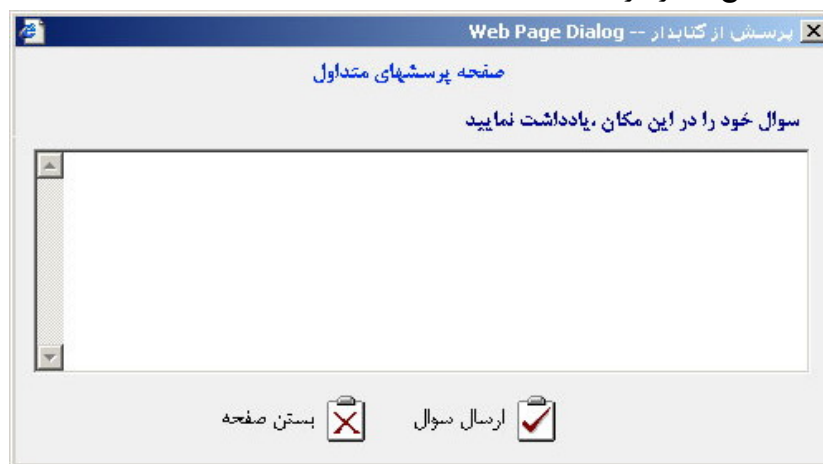 پرسش از کتابدار -- Web Page Dialog
صفحه پرسشهای متداول
سوال خود را در این مکان ،یادداشت نمایید
ارسال سوال بستن صفحه